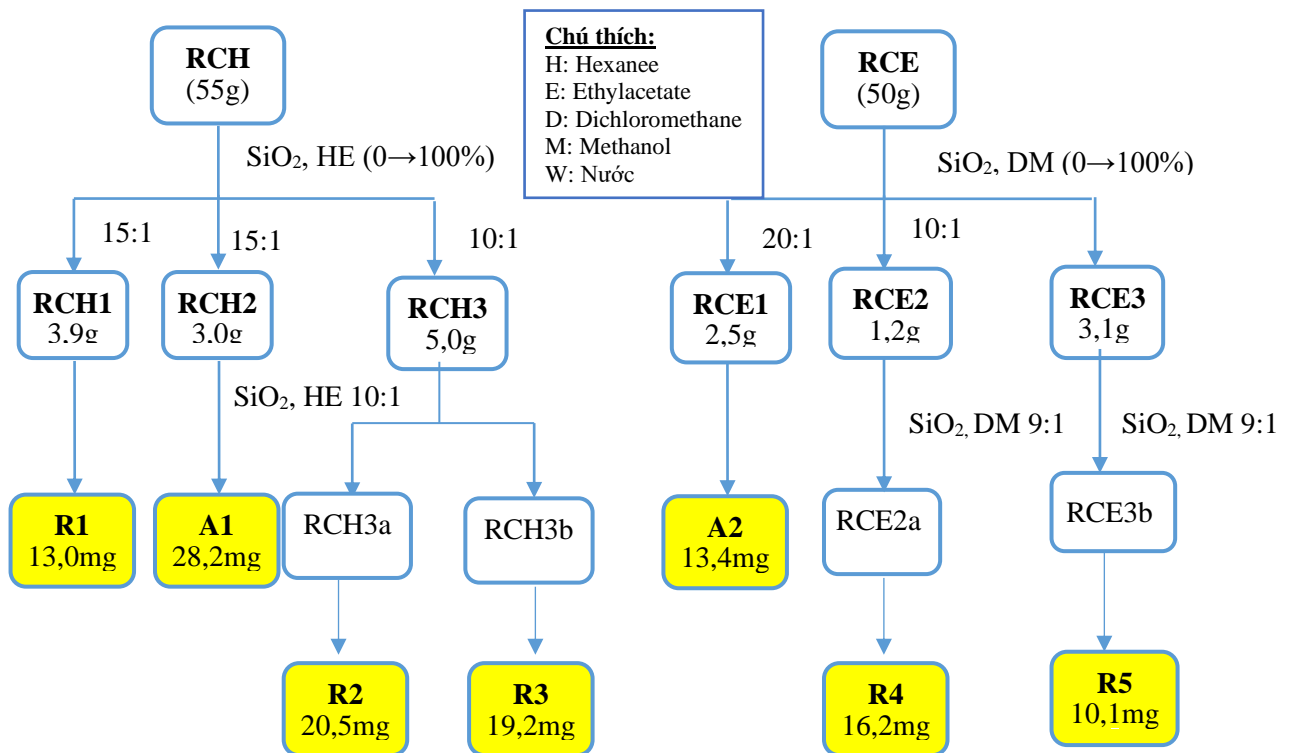 RCH
(55g)
Chú thích:
H: Hexanee
E: Ethylacetate
D: Dichloromethane
M: Methanol
W: Nước
RCE
(50g)
SiO₂, HE (0→100%)
SiO₂, DM (0→100%)
15:1
15:1
10:1
20:1
10:1
RCH1
3,9g
RCH2
3,0g
RCH3
5,0g
RCE1
2,5g
RCE2
1,2g
RCE3
3,1g
SiO₂, HE 10:1
SiO₂, DM 9:1
SiO₂, DM 9:1
R1
13,0mg
A1
28,2mg
RCH3a
RCH3b
A2
13,4mg
RCE2a
RCE3b
R2
20,5mg
R3
19,2mg
R4
16,2mg
R5
10,1mg